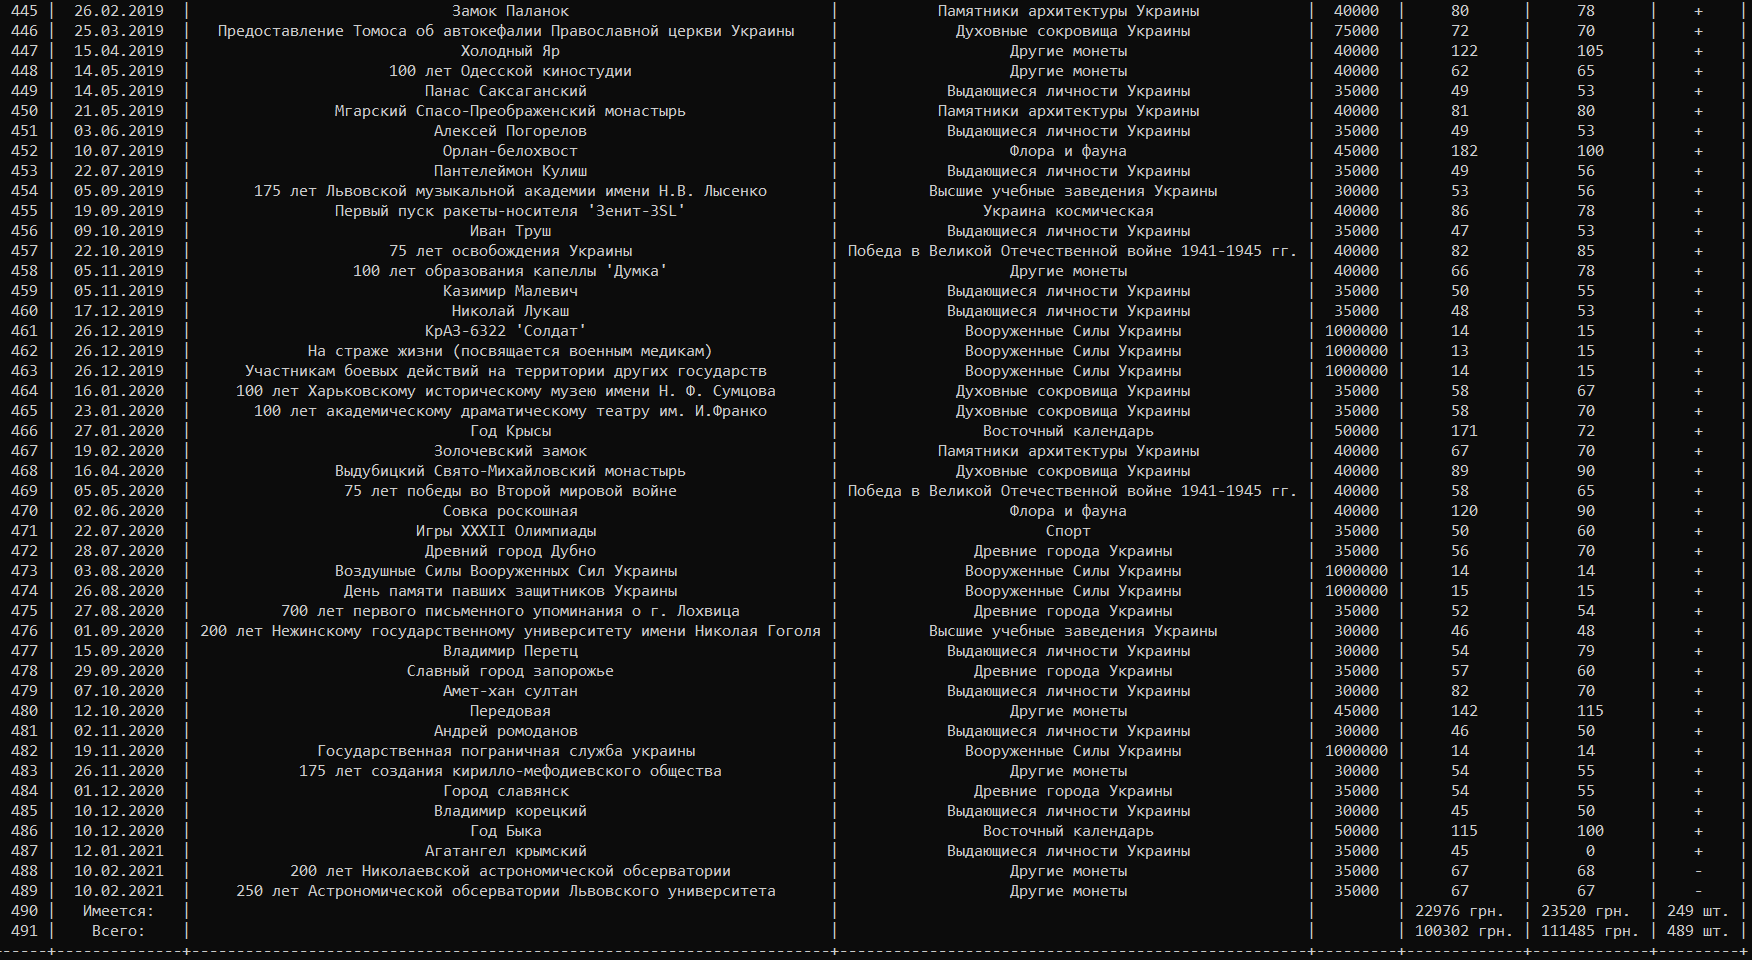 445 | 26.02.2019 | Замок Паланок | Памятники архитектуры Украины | 40000 | 80 | 78 | + |
446 | 25.03.2019 | Предоставление Томоса об автокефалии Православной церкви Украины | Духовные сокровища Украины | 75000 | 72 | 70 | + |
447 | 15.04.2019 | Холодный Яр | Другие монеты | 40000 | 122 | 105 | + |
448 | 14.05.2019 | 100 лет Одесской киностудии | Другие монеты | 40000 | 62 | 65 | + |
449 | 14.05.2019 | Панас Саксаганский | Выдающиеся личности Украины | 35000 | 49 | 53 | + |
450 | 21.05.2019 | Мгарский Спасо-Преображенский монастырь | Памятники архитектуры Украины | 40000 | 81 | 80 | + |
451 | 03.06.2019 | Алексей Погорелов | Выдающиеся личности Украины | 35000 | 49 | 53 | + |
452 | 10.07.2019 | Орлан-белохвост | Флора и фауна | 45000 | 182 | 100 | + |
453 | 22.07.2019 | Пантелеймон Кулиш | Выдающиеся личности Украины | 35000 | 49 | 56 | + |
454 | 05.09.2019 | 175 лет Львовской музыкальной академии имени Н.В. Лысенко | Высшие учебные заведения Украины | 30000 | 53 | 56 | + |
455 | 19.09.2019 | Первый пуск ракеты-носителя 'Зенит-3SL' | Украина космическая | 40000 | 86 | 78 | + |
456 | 09.10.2019 | Иван Труш | Выдающиеся личности Украины | 35000 | 47 | 53 | + |
457 | 22.10.2019 | 75 лет освобождения Украины | Победа в Великой Отечественной войне 1941-1945 гг. | 40000 | 82 | 85 | + |
458 | 05.11.2019 | 100 лет образования капеллы 'Думка' | Другие монеты | 40000 | 66 | 78 | + |
459 | 05.11.2019 | Казимир Малевич | Выдающиеся личности Украины | 35000 | 50 | 55 | + |
460 | 17.12.2019 | Николай Лукаш | Выдающиеся личности Украины | 35000 | 48 | 53 | + |
461 | 26.12.2019 | КрАЗ-6322 'Солдат' | Вооруженные Силы Украины | 1000000 | 14 | 15 | + |
462 | 26.12.2019 | На страже жизни (посвящается военным медикам) | Вооруженные Силы Украины | 1000000 | 13 | 15 | + |
463 | 26.12.2019 | Участникам боевых действий на территории других государств | Вооруженные Силы Украины | 1000000 | 14 | 15 | + |
464 | 16.01.2020 | 100 лет Харьковскому историческому музею имени Н. Ф. Сумцова | Духовные сокровища Украины | 35000 | 58 | 67 | + |
465 | 23.01.2020 | 100 лет академическому драматическому театру им. И.Франко | Духовные сокровища Украины | 35000 | 58 | 70 | + |
466 | 27.01.2020 | Год Крысы | Восточный календарь | 50000 | 171 | 72 | + |
467 | 19.02.2020 | Золочевский замок | Памятники архитектуры Украины | 40000 | 67 | 70 | + |
468 | 16.04.2020 | Выдубицкий Свято-Михайловский монастырь | Духовные сокровища Украины | 40000 | 89 | 90 | + |
469 | 05.05.2020 | 75 лет победы во Второй мировой войне | Победа в Великой Отечественной войне 1941-1945 гг. | 40000 | 58 | 65 | + |
470 | 02.06.2020 | Совка роскошная | Флора и фауна | 40000 | 120 | 90 | + |
471 | 22.07.2020 | Игры XXXII Олимпиады | Спорт | 35000 | 50 | 60 | + |
472 | 28.07.2020 | Древний город Дубно | Древние города Украины | 35000 | 56 | 70 | + |
473 | 03.08.2020 | Воздушные Силы Вооруженных Сил Украины | Вооруженные Силы Украины | 1000000 | 14 | 14 | + |
474 | 26.08.2020 | День памяти павших защитников Украины | Вооруженные Силы Украины | 1000000 | 15 | 15 | + |
475 | 27.08.2020 | 700 лет первого письменного упоминания о г. Лохвица | Древние города Украины | 35000 | 52 | 54 | + |
476 | 01.09.2020 | 200 лет Нежинскому государственному университету имени Николая Гоголя | Высшие учебные заведения Украины | 30000 | 46 | 48 | + |
477 | 15.09.2020 | Владимир Перетц | Выдающиеся личности Украины | 30000 | 54 | 79 | + |
478 | 29.09.2020 | Славный город запорожье | Древние города Украины | 35000 | 57 | 60 | + |
479 | 07.10.2020 | Амет-хан султан | Выдающиеся личности Украины | 30000 | 82 | 70 | + |
480 | 12.10.2020 | Передовая | Другие монеты | 45000 | 142 | 115 | + |
481 | 02.11.2020 | Андрей ромоданов | Выдающиеся личности Украины | 30000 | 46 | 50 | + |
482 | 19.11.2020 | Государственная пограничная служба украины | Вооруженные Силы Украины | 1000000 | 14 | 14 | + |
483 | 26.11.2020 | 175 лет создания кирилло-мефодиевского общества | Другие монеты | 30000 | 54 | 55 | + |
484 | 01.12.2020 | Город славянск | Древние города Украины | 35000 | 54 | 55 | + |
485 | 10.12.2020 | Владимир корецкий | Выдающиеся личности Украины | 30000 | 45 | 50 | + |
486 | 10.12.2020 | Год Быка | Восточный календарь | 50000 | 115 | 100 | + |
487 | 12.01.2021 | Агатангел крымский | Выдающиеся личности Украины | 35000 | 45 | 0 | + |
488 | 10.02.2021 | 200 лет Николаевской астрономической обсерватории | Другие монеты | 35000 | 67 | 68 | - |
489 | 10.02.2021 | 250 лет Астрономической обсерватории Львовского университета | Другие монеты | 35000 | 67 | 67 | - |
490 | Имеется: | | | | 22976 грн. | 23520 грн. | 249 шт. |
491 | Всего: | | | | 100302 грн. | 111485 грн. | 489 шт. |